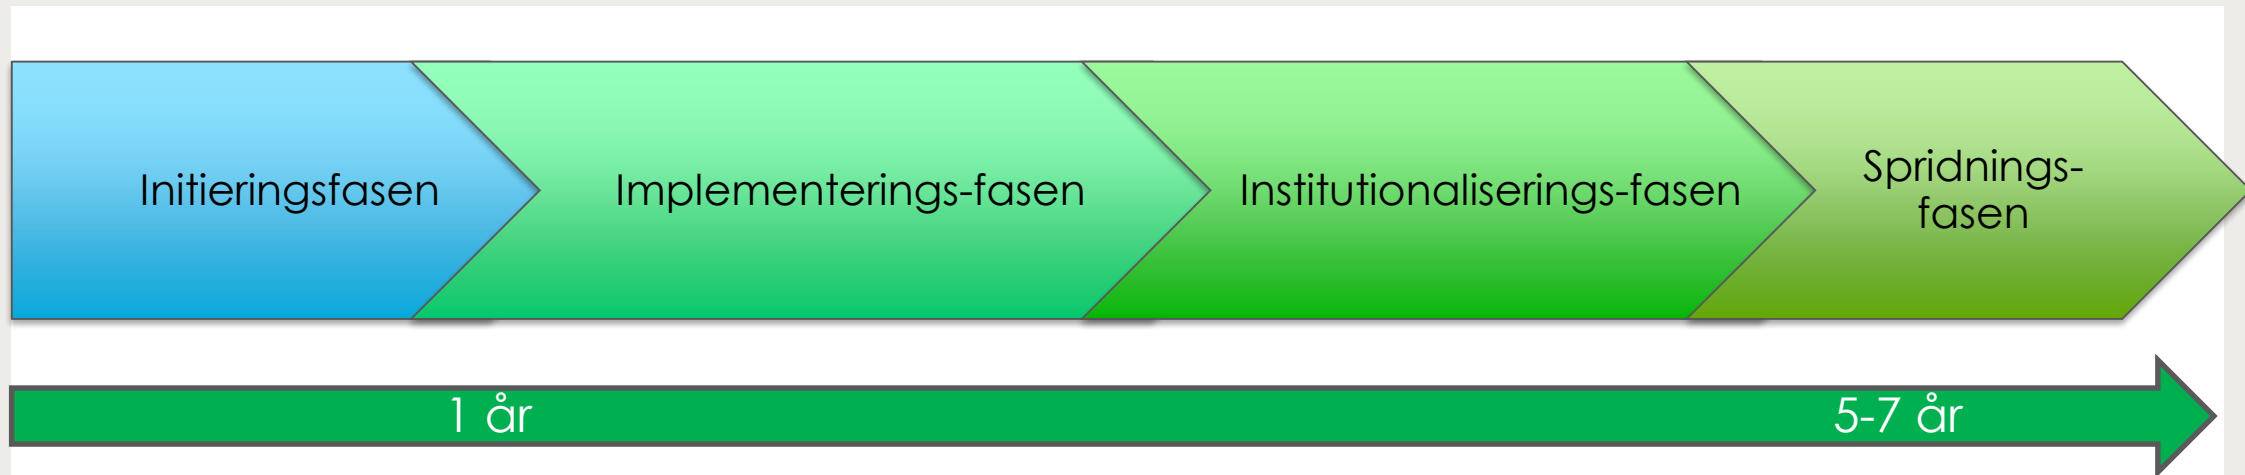 Initieringsfasen
Implementerings-fasen
Institutionaliserings-fasen
Spridnings-
fasen
1 år
5-7 år